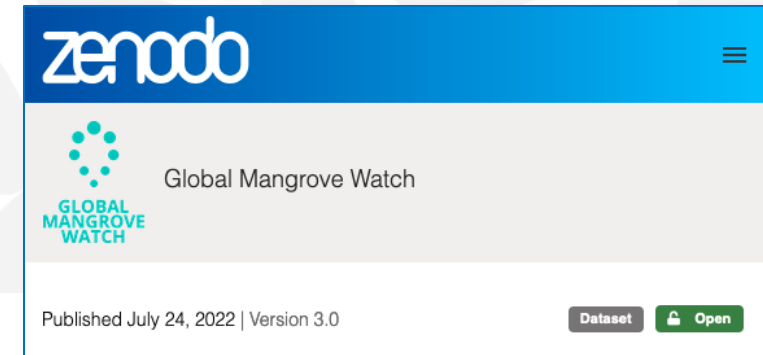 zenodo
Global Mangrove Watch
GLOBAL
MANGROVE
WATCH
Published July 24, 2022 | Version 3.0
Dataset
Open